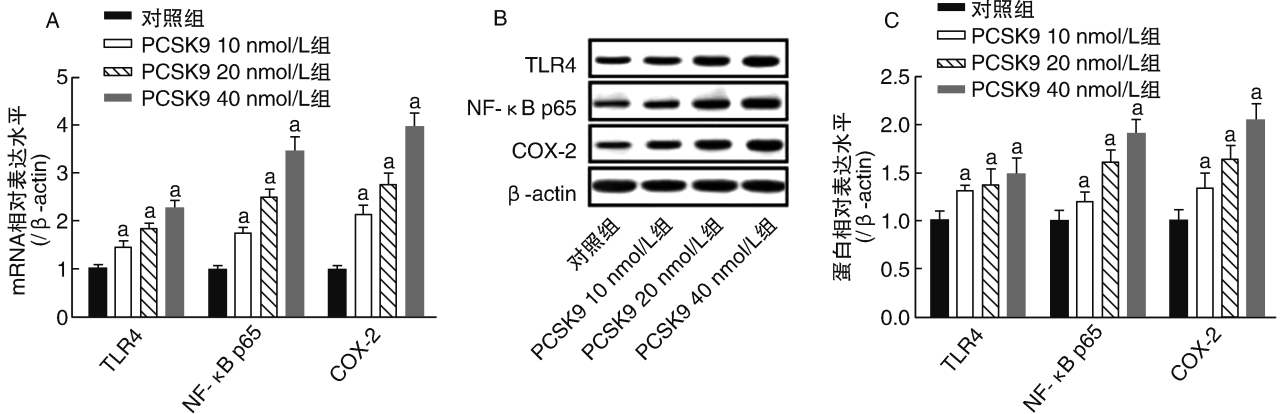 A
对照组
PCSK9 10 nmol/L组
PCSK9 20 nmol/L组
PCSK9 40 nmol/L组
mRNA相对表达水平
(/β-actin)
5
4
3
2
1
0
a
a
a
a
a
a
a
a
a
TLR4
NF-κB p65
COX-2
B
TLR4
NF-κB p65
COX-2
β-actin
对照组
PCSK9 10 nmol/L组
PCSK9 20 nmol/L组
PCSK9 40 nmol/L组
C
对照组
PCSK9 10 nmol/L组
PCSK9 20 nmol/L组
PCSK9 40 nmol/L组
蛋白相对表达水平
(/β-actin)
2.5
2.0
1.5
1.0
0.5
0
a
a
a
a
a
a
a
a
a
TLR4
NF-κB p65
COX-2